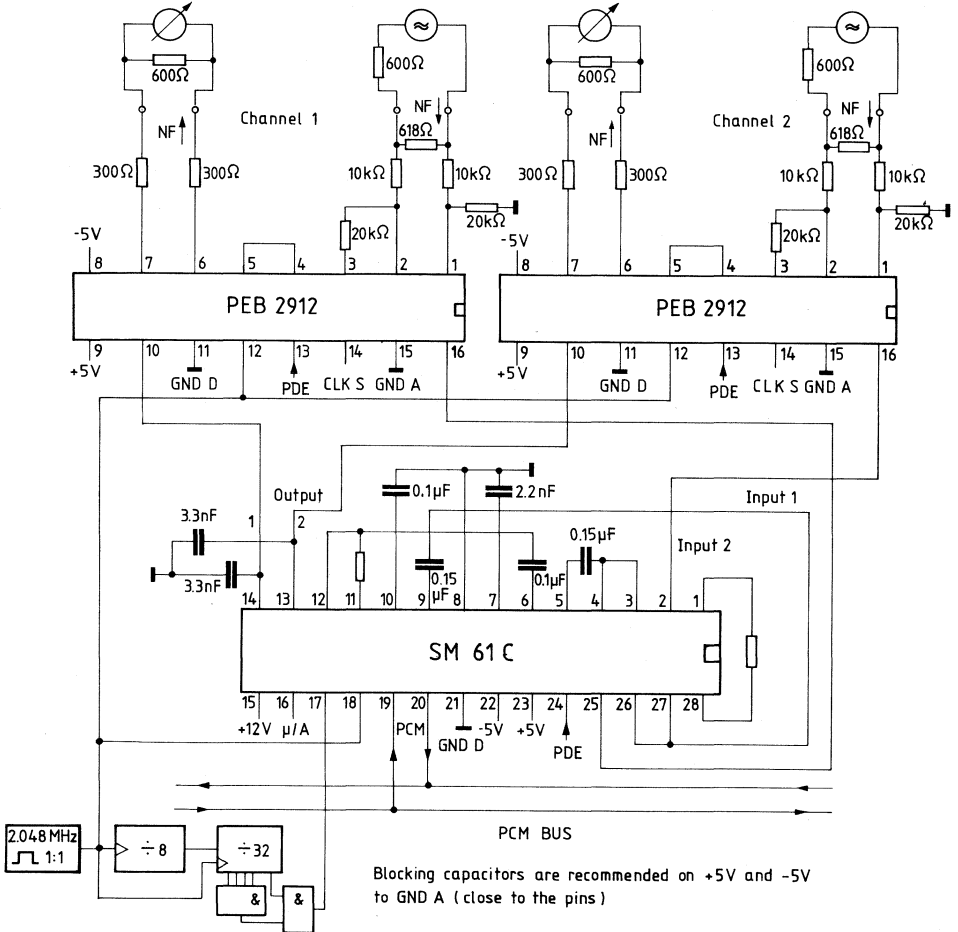 600Ω 600Ω 600Ω 600Ω
NF Channel 1 NF NF Channel 2 NF
618Ω 618Ω
300Ω 300Ω 10kΩ 10kΩ 300Ω 300Ω 10kΩ 10kΩ
20kΩ 20kΩ 20kΩ 20kΩ
-5V -5V
8 7 6 5 4 3 2 1 8 7 6 5 4 3 2 1
PEB 2912 PEB 2912
9 10 11 12 13 14 15 16 9 10 11 12 13 14 15 16
+5V GND D PDE CLK S GND A +5V GND D PDE CLK S GND A
Output 0.1µF 2.2nF Input 1
3.3nF 1 2 0.15µF Input 2
3.3nF 0.15 µF 0.1µF
14 13 12 11 10 9 8 7 6 5 4 3 2 1
SM 61 C
15 16 17 18 19 20 21 22 23 24 25 26 27 28
+12V µ/A PCM GND D -5V +5V PDE
PCM BUS
2.048 MHz
1:1
÷8
÷32
&
&
Blocking capacitors are recommended on +5V and -5V
to GND A (close to the pins)